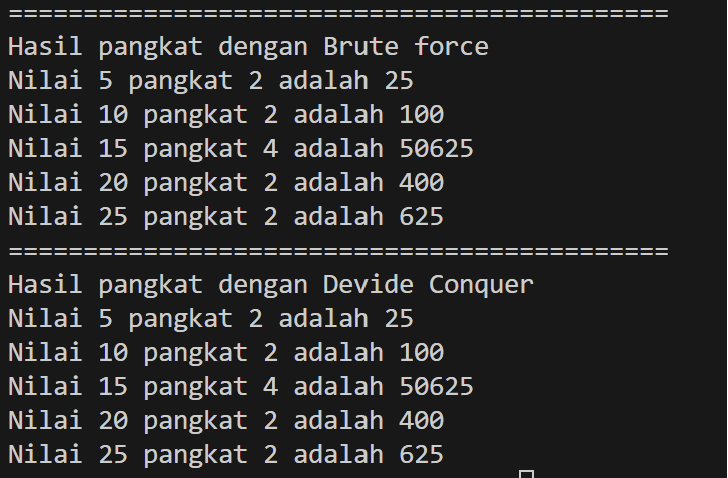 ============================================
Hasil pangkat dengan Brute force
Nilai 5 pangkat 2 adalah 25
Nilai 10 pangkat 2 adalah 100
Nilai 15 pangkat 4 adalah 50625
Nilai 20 pangkat 2 adalah 400
Nilai 25 pangkat 2 adalah 625
============================================
Hasil pangkat dengan Devide Conquer
Nilai 5 pangkat 2 adalah 25
Nilai 10 pangkat 2 adalah 100
Nilai 15 pangkat 4 adalah 50625
Nilai 20 pangkat 2 adalah 400
Nilai 25 pangkat 2 adalah 625